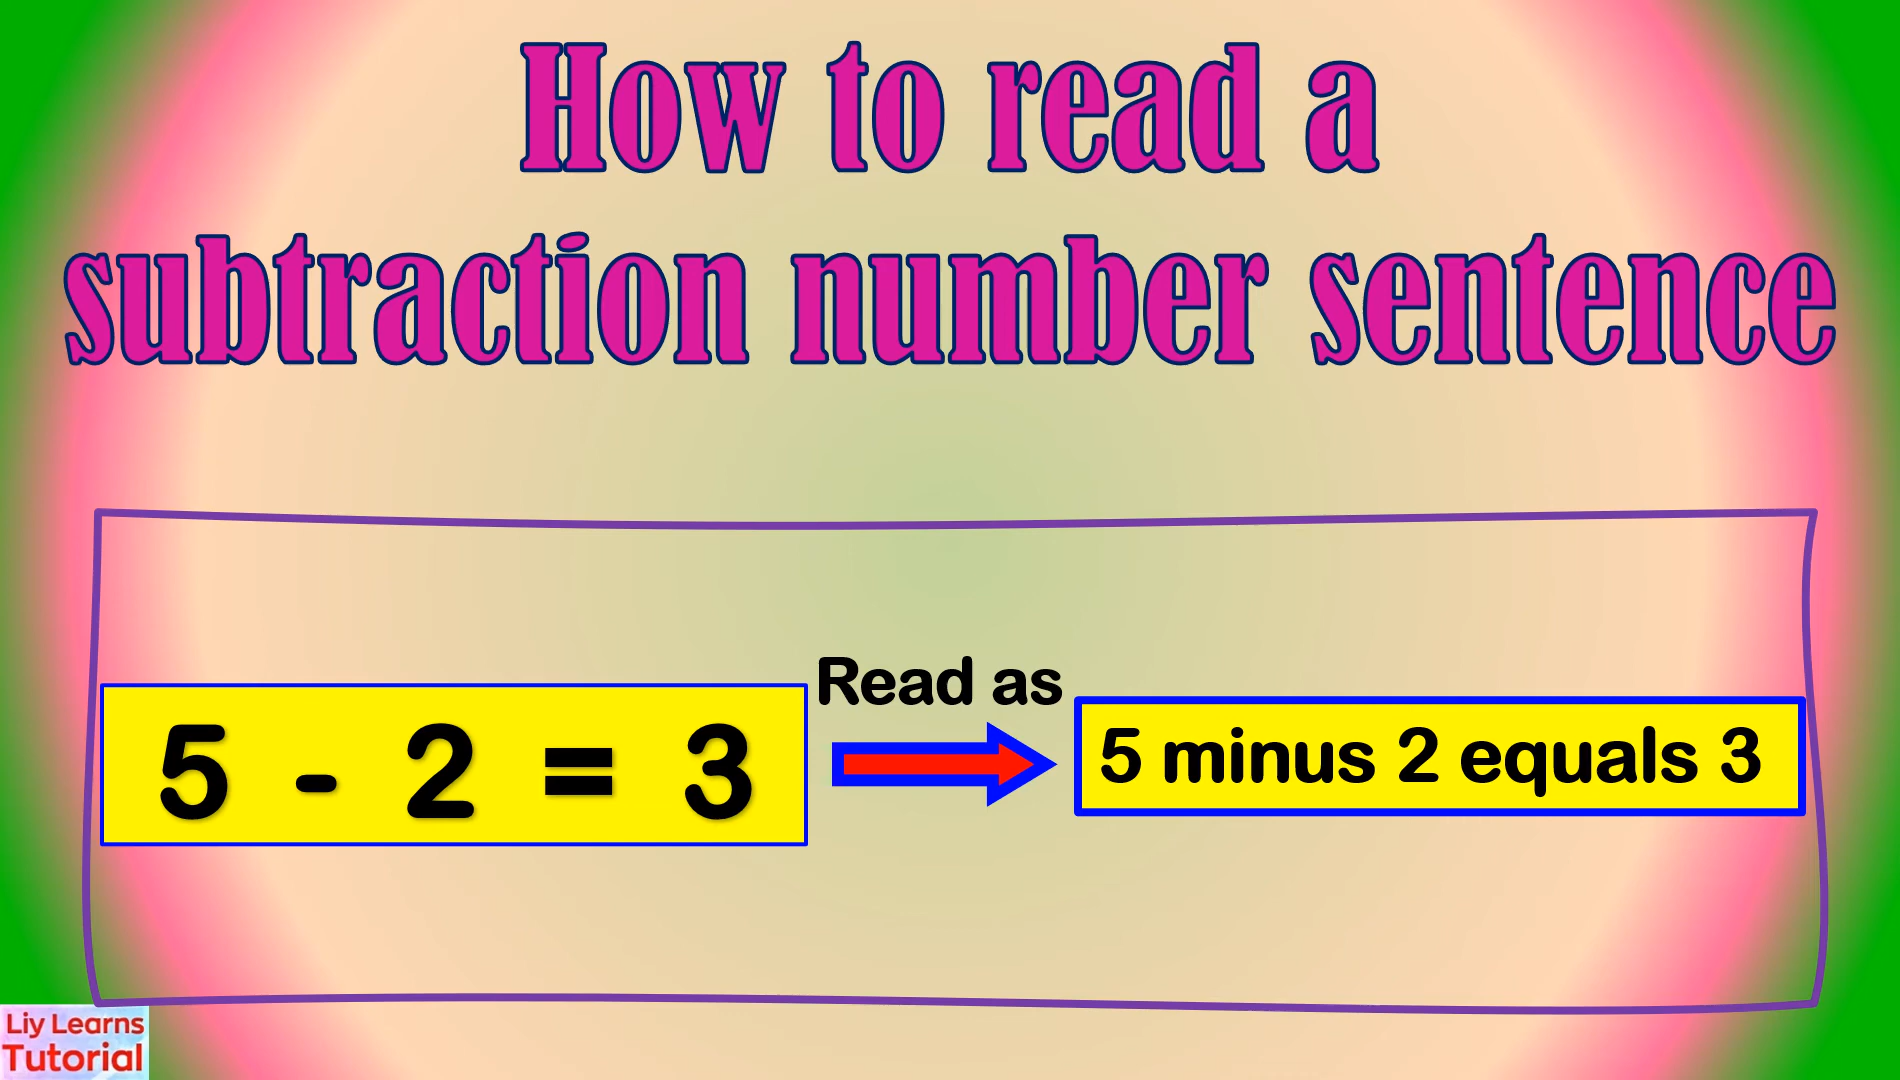 How to read a
subtraction number sentence
Read as
5 - 2 = 3
5 minus 2 equals 3
Liy Learns
Tutorial